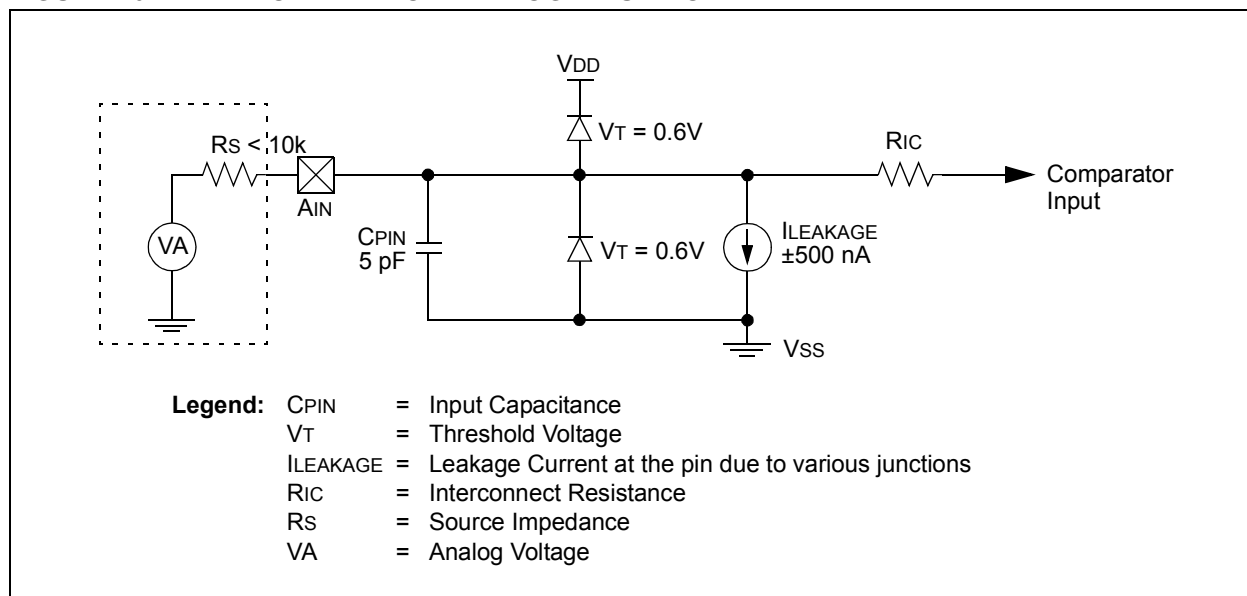 VDD
VT = 0.6V
RS < 10k
RIC
AIN
Comparator
Input
VA
CPIN
5 pF
VT = 0.6V
ILEAKAGE
±500 nA
VSS
Legend: CPIN = Input Capacitance
VT = Threshold Voltage
ILEAKAGE = Leakage Current at the pin due to various junctions
RIC = Interconnect Resistance
RS = Source Impedance
VA = Analog Voltage